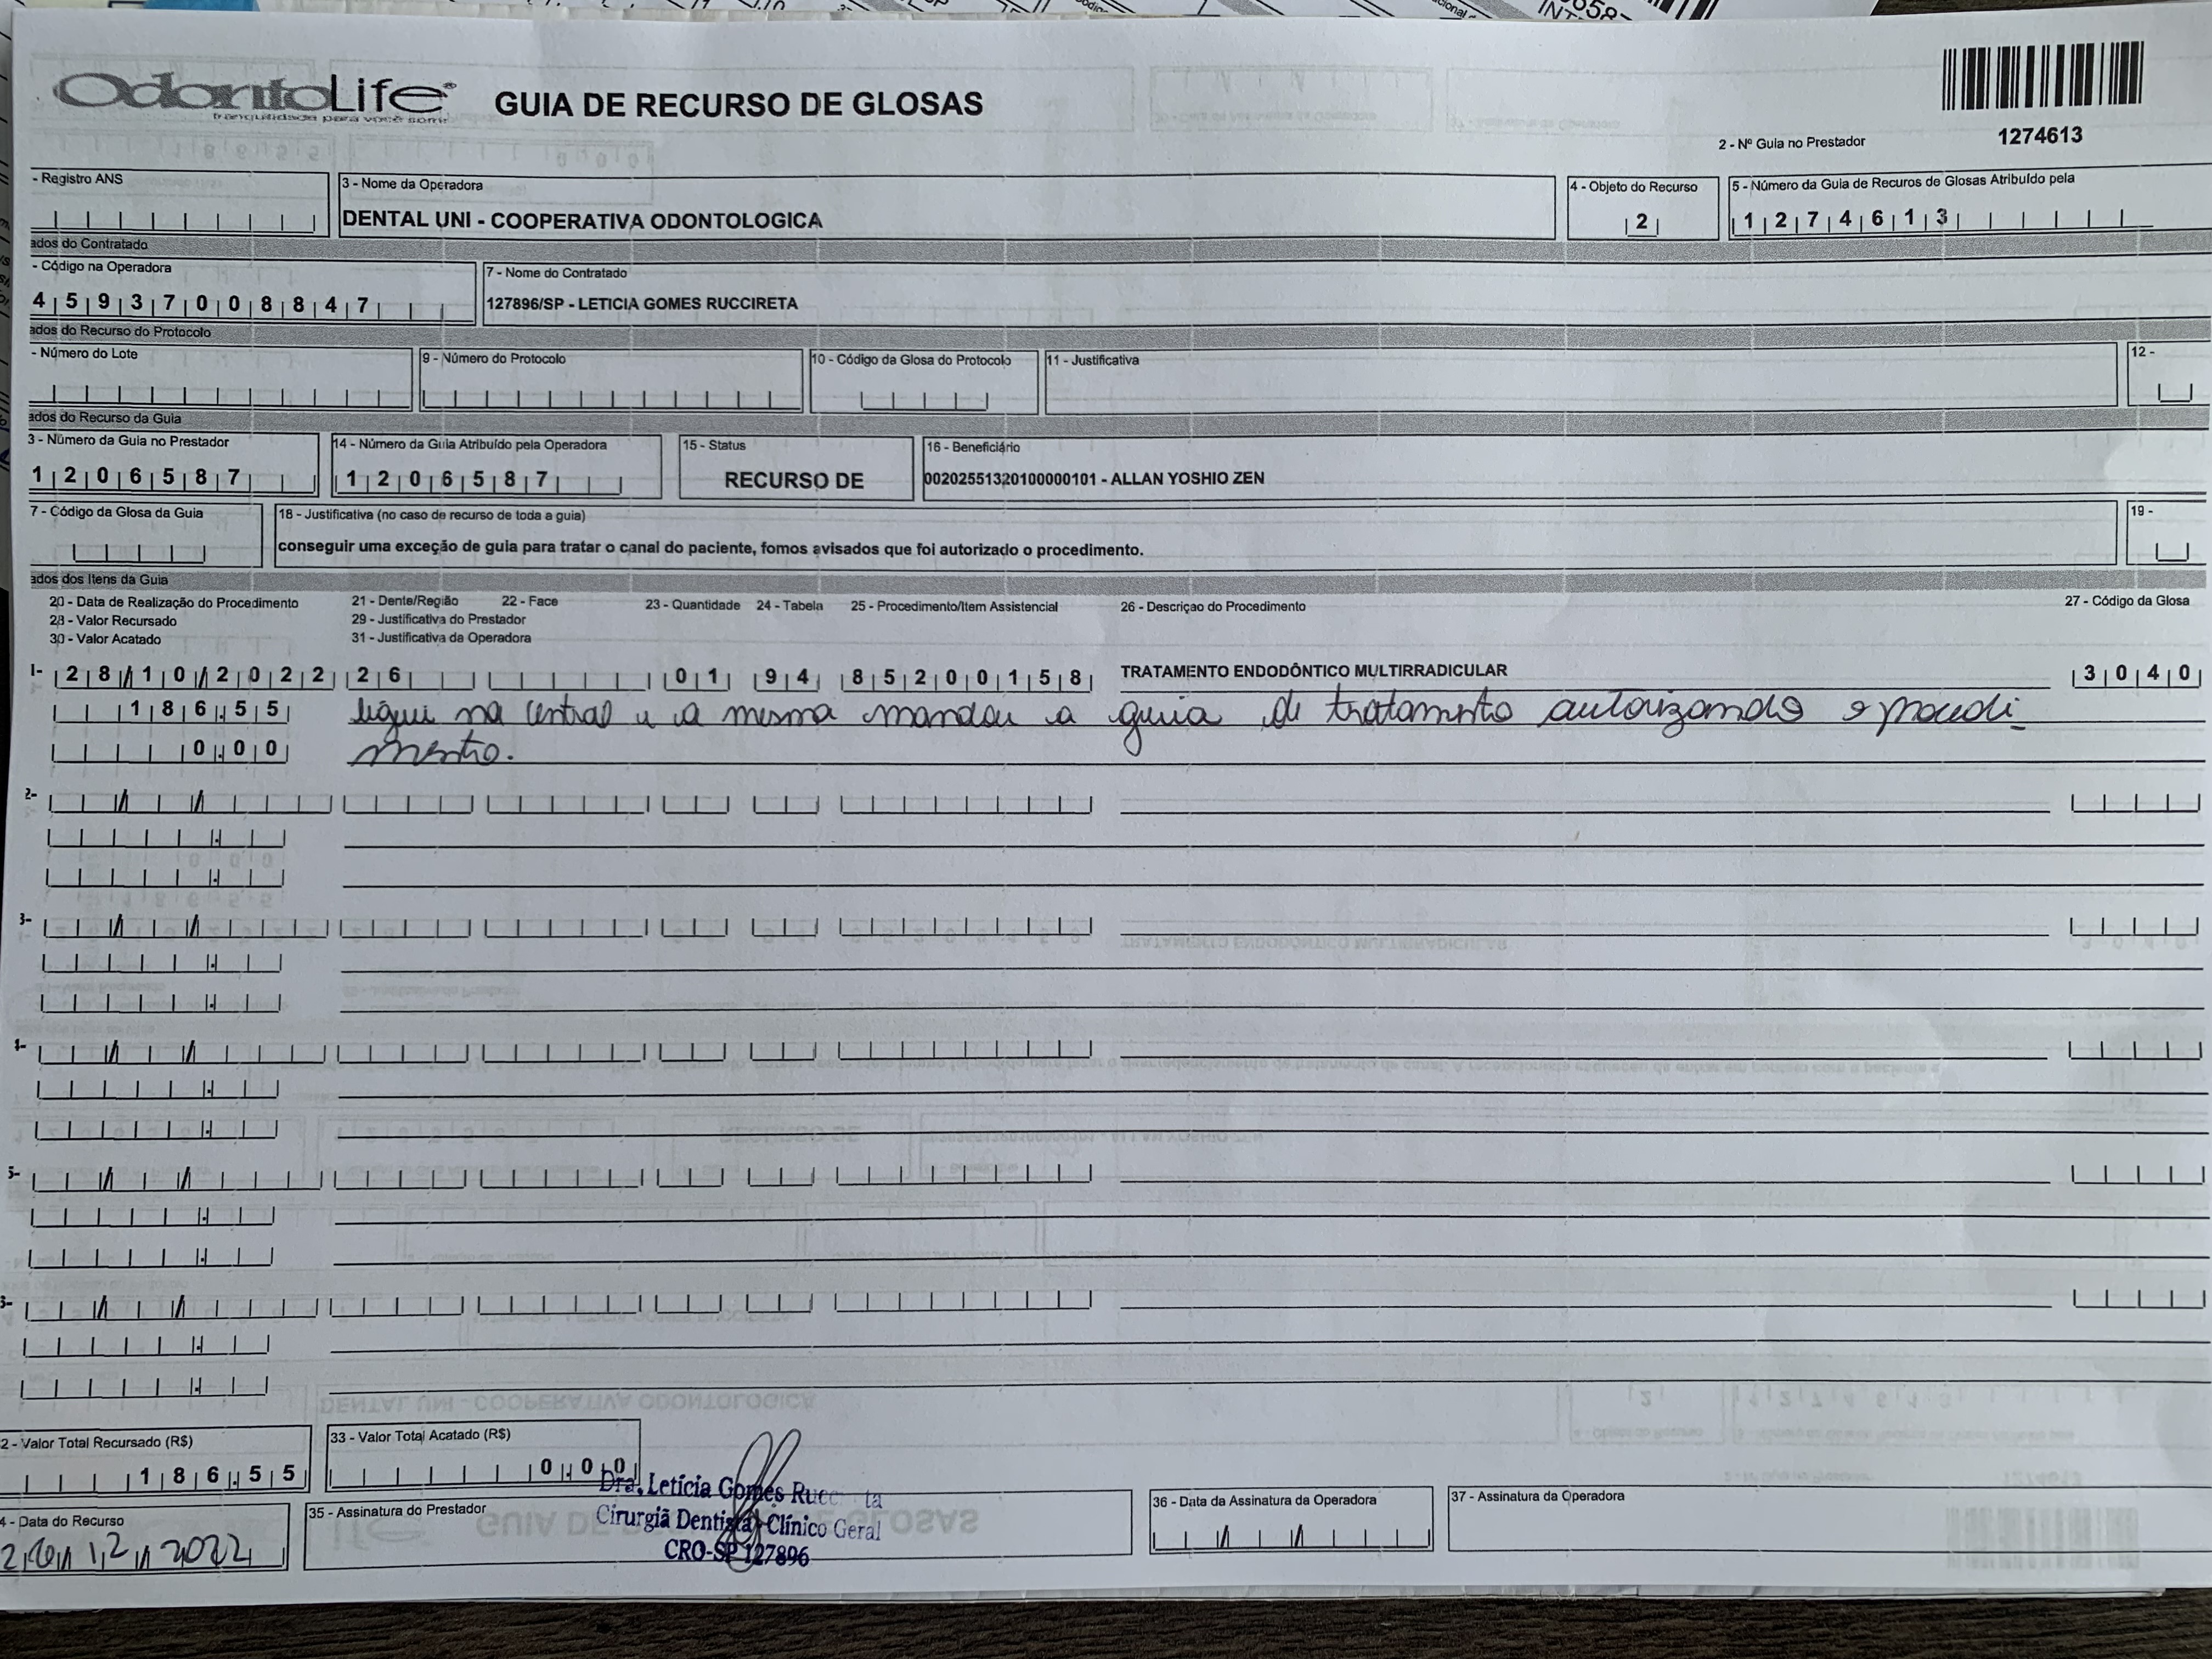 OdontoLife
tranquilidade para você sorrir
GUIA DE RECURSO DE GLOSAS
2 - Nº Guia no Prestador
1274613
- Registro ANS
3 - Nome da Operadora
DENTAL UNI - COOPERATIVA ODONTOLOGICA
4 - Objeto do Recurso
2
5 - Número da Guia de Recuros de Glosas Atribuído pela
1274613
ados do Contratado
- Código na Operadora
45937008847
7 - Nome do Contratado
127896/SP - LETICIA GOMES RUCCIRETA
ados do Recurso do Protocolo
- Número do Lote
9 - Número do Protocolo
10 - Código da Glosa do Protocolo
11 - Justificativa
12 -
ados do Recurso da Guia
3 - Número da Guia no Prestador
1206587
14 - Número da Guia Atribuído pela Operadora
1206587
15 - Status
RECURSO DE
16 - Beneficiário
00202551320100000101 - ALLAN YOSHIO ZEN
7 - Código da Glosa da Guia
18 - Justificativa (no caso de recurso de toda a guia)
conseguir uma exceção de guia para tratar o canal do paciente, fomos avisados que foi autorizado o procedimento.
19 -
ados dos Itens da Guia
20 - Data de Realização do Procedimento 21 - Dente/Região 22 - Face 23 - Quantidade 24 - Tabela 25 - Procedimento/Item Assistencial 26 - Descriçao do Procedimento 27 - Código da Glosa
28 - Valor Recursado 29 - Justificativa do Prestador
30 - Valor Acatado 31 - Justificativa da Operadora
1- 28/10/2022 26 01 94 85200158 TRATAMENTO ENDODÔNTICO MULTIRRADICULAR 3040
186.55 liguei na central e a mesma mandou a guia de tratamento autorizando o procedi-
0.00 mento.
2-
3-
4-
5-
2 - Valor Total Recursado (R$)
186.55
33 - Valor Total Acatado (R$)
0.00
4 - Data do Recurso
26/12/2022
35 - Assinatura do Prestador
Dra. Letícia Gomes
Cirurgiã Dentista Clínico Geral
CRO-SP 127896
36 - Data da Assinatura da Operadora
37 - Assinatura da Operadora